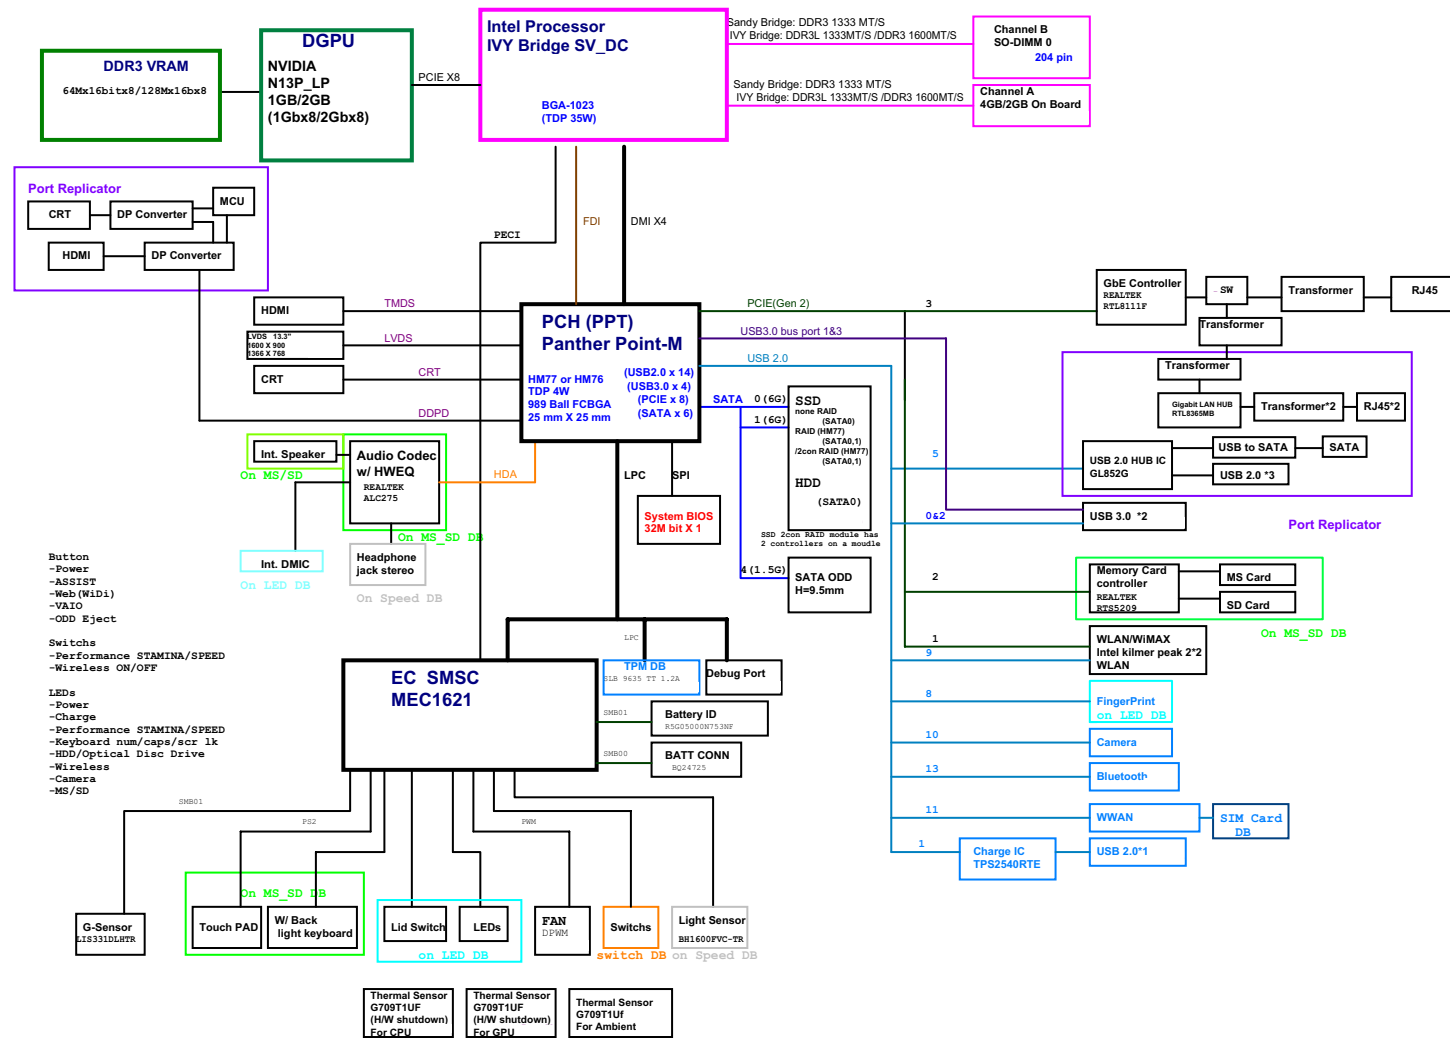 Intel Processor
IVY Bridge SV_DC
BGA-1023
(TDP 35W)
Sandy Bridge: DDR3 1333 MT/S
IVY Bridge: DDR3L 1333MT/S /DDR3 1600MT/S
Channel B
SO-DIMM 0
204 pin
Sandy Bridge: DDR3 1333 MT/S
IVY Bridge: DDR3L 1333MT/S /DDR3 1600MT/S
Channel A
4GB/2GB On Board
DGPU
NVIDIA
N13P_LP
1GB/2GB
(1Gbx8/2Gbx8)
PCIE X8
DDR3 VRAM
64Mx16bitx8/128Mx16bx8
Port Replicator
CRT
DP Converter
MCU
HDMI
DP Converter
PECI
FDI
DMI X4
HDMI
TMDS
LVDS 13.3"
1600 X 900
1366 X 768
LVDS
CRT
CRT
DDPD
PCH (PPT)
Panther Point-M
HM77 or HM76
TDP 4W
989 Ball FCBGA
25 mm X 25 mm
(USB2.0 x 14)
(USB3.0 x 4)
(PCIE x 8)
(SATA x 6)
PCIE(Gen 2)
3
USB3.0 bus port 1&3
USB 2.0
GbE Controller
REALTEK
RTL8111F
SW
Transformer
RJ45
Transformer
Transformer
Gigabit LAN HUB
RTL8365MB
Transformer*2
RJ45*2
5
USB 2.0 HUB IC
GL852G
USB to SATA
SATA
USB 2.0 *3
0&2
USB 3.0 *2
Port Replicator
SATA
0(6G)
1(6G)
SSD
none RAID
(SATA0)
RAID (HM77)
(SATA0,1)
/2con RAID (HM77)
(SATA0,1)
HDD
(SATA0)
SSD 2con RAID module has
2 controllers on a moudle
4(1.5G)
SATA ODD
H=9.5mm
Int. Speaker
On MS/SD
Audio Codec
w/ HWEQ
REALTEK
ALC275
HDA
On MS_SD DB
Int. DMIC
On LED DB
Headphone
jack stereo
On Speed DB
LPC
SPI
System BIOS
32M bit X 1
2
Memory Card
controller
REALTEK
RTS5209
MS Card
SD Card
On MS_SD DB
1
9
WLAN/WiMAX
Intel kilmer peak 2*2
WLAN
8
FingerPrint
on LED DB
10
Camera
13
Bluetooth
11
WWAN
SIM Card
DB
1
Charge IC
TPS2540RTE
USB 2.0*1
Button
-Power
-ASSIST
-Web(WiDi)
-VAIO
-ODD Eject
Switchs
-Performance STAMINA/SPEED
-Wireless ON/OFF
LEDs
-Power
-Charge
-Performance STAMINA/SPEED
-Keyboard num/caps/scr lk
-HDD/Optical Disc Drive
-Wireless
-Camera
-MS/SD
EC SMSC
MEC1621
LPC
TPM DB
SLB 9635 TT 1.2A
Debug Port
SMB01
Battery ID
R5G05000N753NF
SMB00
BATT CONN
BQ24725
SMB01
PS2
PWM
G-Sensor
LIS331DLHTR
On MS_SD DB
Touch PAD
W/ Back
light keyboard
Lid Switch
LEDs
on LED DB
FAN
DPWM
Switchs
switch DB
Light Sensor
BH1600FVC-TR
on Speed DB
Thermal Sensor
G709T1UF
(H/W shutdown)
For CPU
Thermal Sensor
G709T1UF
(H/W shutdown)
For GPU
Thermal Sensor
G709T1Uf
For Ambient